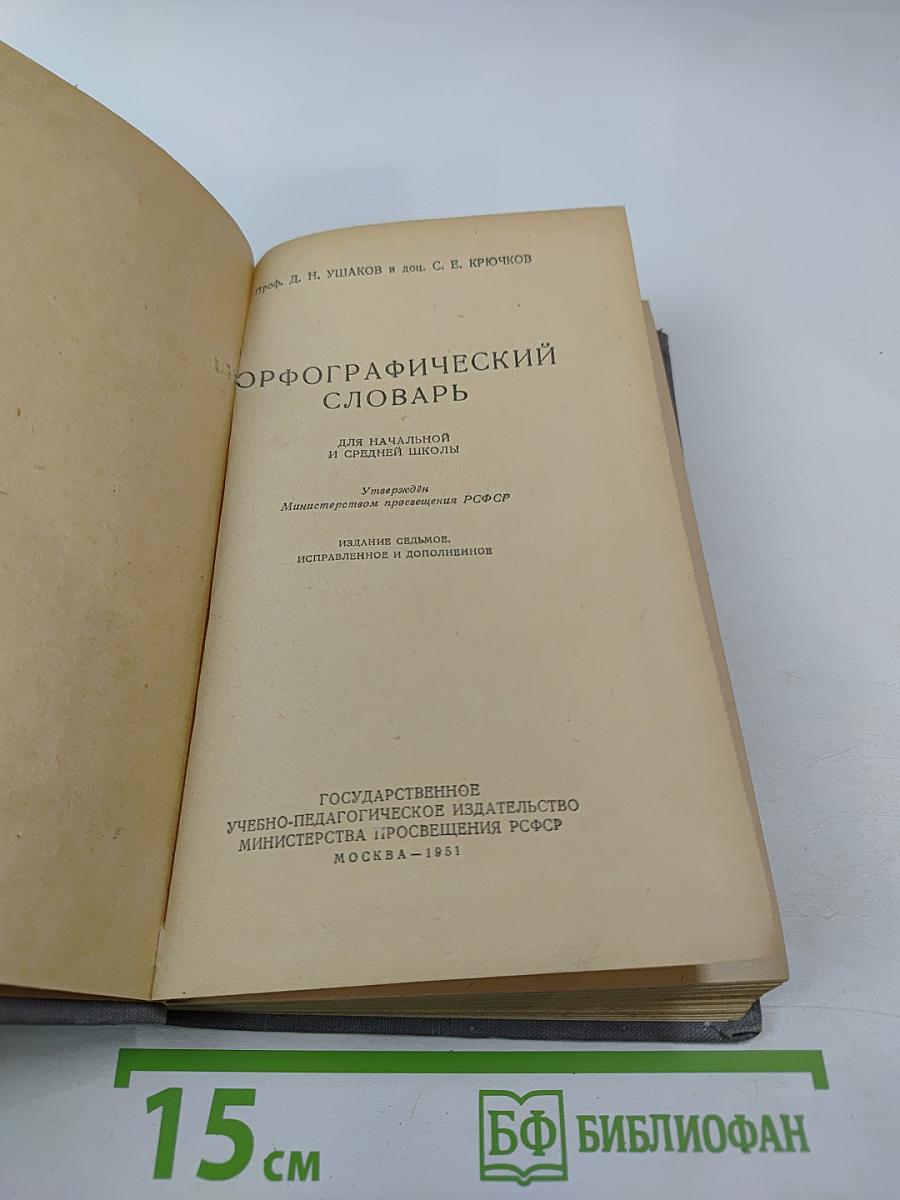 Проф. Д. Н. УШАКОВ и доц. С. Е. КРЮЧКОВ
ОРФОГРАФИЧЕСКИЙ
СЛОВАРЬ
ДЛЯ НАЧАЛЬНОЙ
И СРЕДНЕЙ ШКОЛЫ
Утверждён
Министерством просвещения РСФСР
ИЗДАНИЕ СЕДЬМОЕ,
ИСПРАВЛЕННОЕ И ДОПОЛНЕННОЕ
ГОСУДАРСТВЕННОЕ
УЧЕБНО-ПЕДАГОГИЧЕСКОЕ ИЗДАТЕЛЬСТВО
МИНИСТЕРСТВА ПРОСВЕЩЕНИЯ РСФСР
МОСКВА — 1951
15 см
БФ БИБЛИОФАН